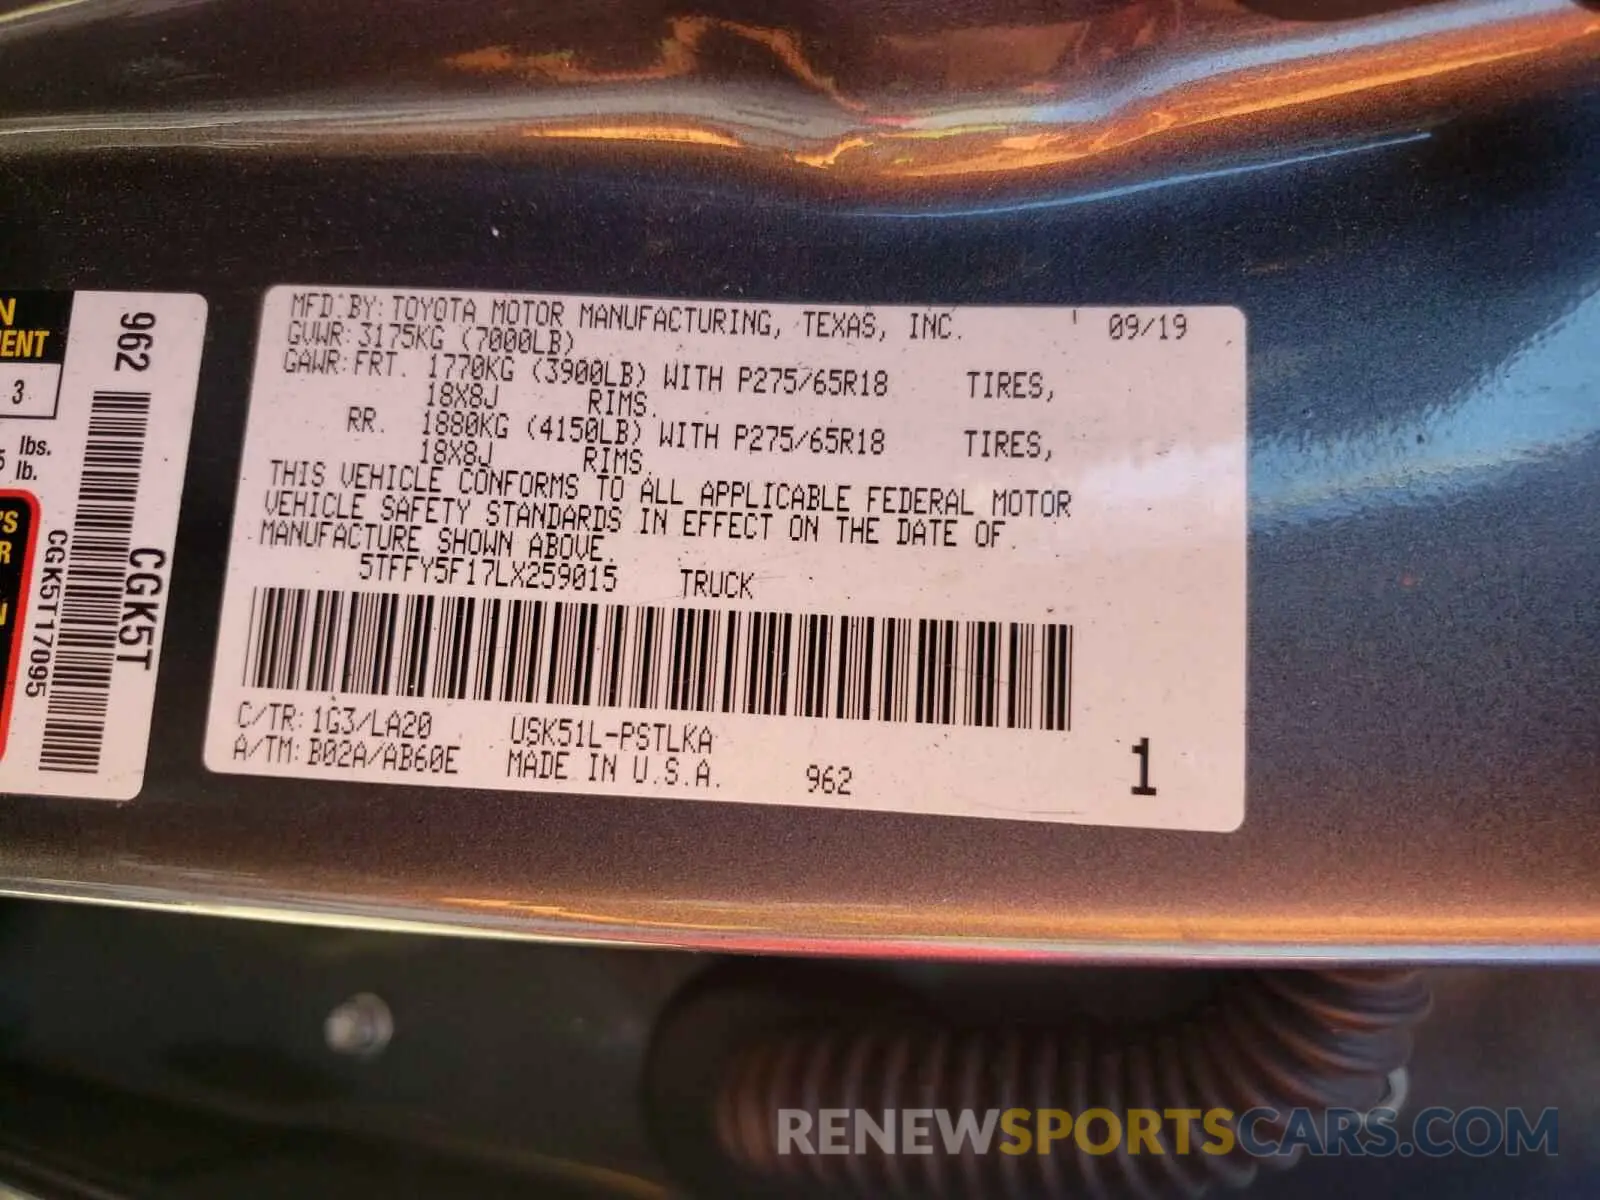 N
ENT
3
5 lbs.
lb.
'S
R
N
962
CGK5T
CGK5T17095
MFD.BY: TOYOTA MOTOR MANUFACTURING, TEXAS, INC. 09/19
GVWR: 3175KG (7000LB)
GAWR: FRT. 1770KG (3900LB) WITH P275/65R18 TIRES,
18X8J RIMS.
RR. 1880KG (4150LB) WITH P275/65R18 TIRES,
18X8J RIMS.
THIS VEHICLE CONFORMS TO ALL APPLICABLE FEDERAL MOTOR
VEHICLE SAFETY STANDARDS IN EFFECT ON THE DATE OF
MANUFACTURE SHOWN ABOVE.
5TFFY5F17LX259015 TRUCK
C/TR: 1G3/LA20 USK51L-PSTLKA
A/TM: B02A/AB60E MADE IN U.S.A. 962 1
RENEWSPORTSCARS.COM